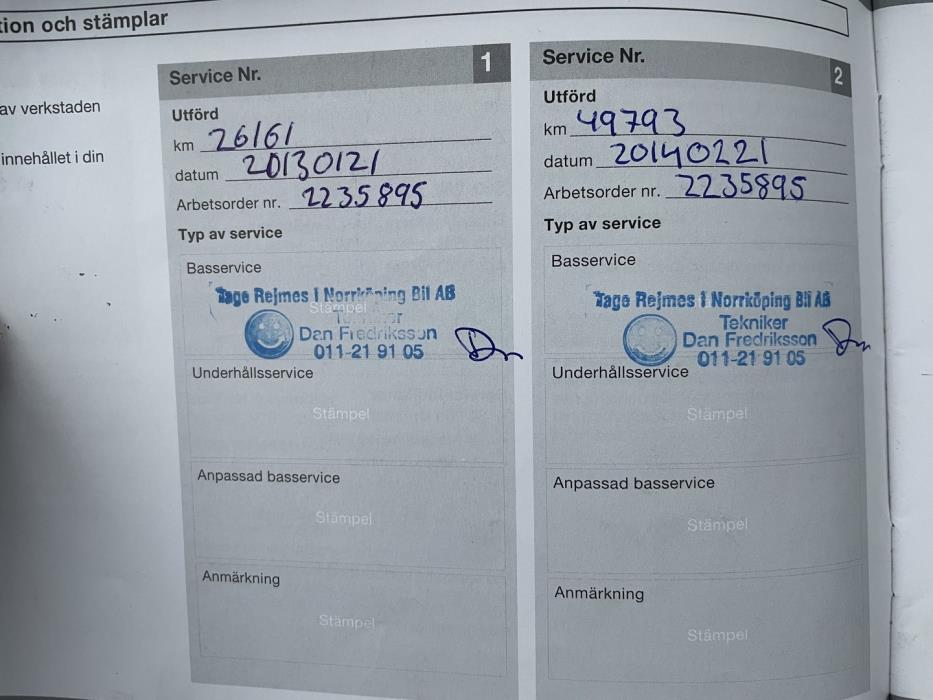 tion och stämplar
av verkstaden
innehållet i din
Service Nr. 1
Utförd
km 26161
datum 20130121
Arbetsorder nr. 2235895
Typ av service
Basservice
Tage Rejmes i Norrköping Bil AB
Stämpel
Dan Fredriksson
011-21 91 05
Underhållsservice
Stämpel
Anpassad basservice
Stämpel
Anmärkning
Stämpel
Service Nr. 2
Utförd
km 49793
datum 20140221
Arbetsorder nr. 2235895
Typ av service
Basservice
Tage Rejmes i Norrköping Bil AB
Tekniker
Dan Fredriksson
011-21 91 05
Underhållsservice
Stämpel
Anpassad basservice
Stämpel
Anmärkning
Stämpel